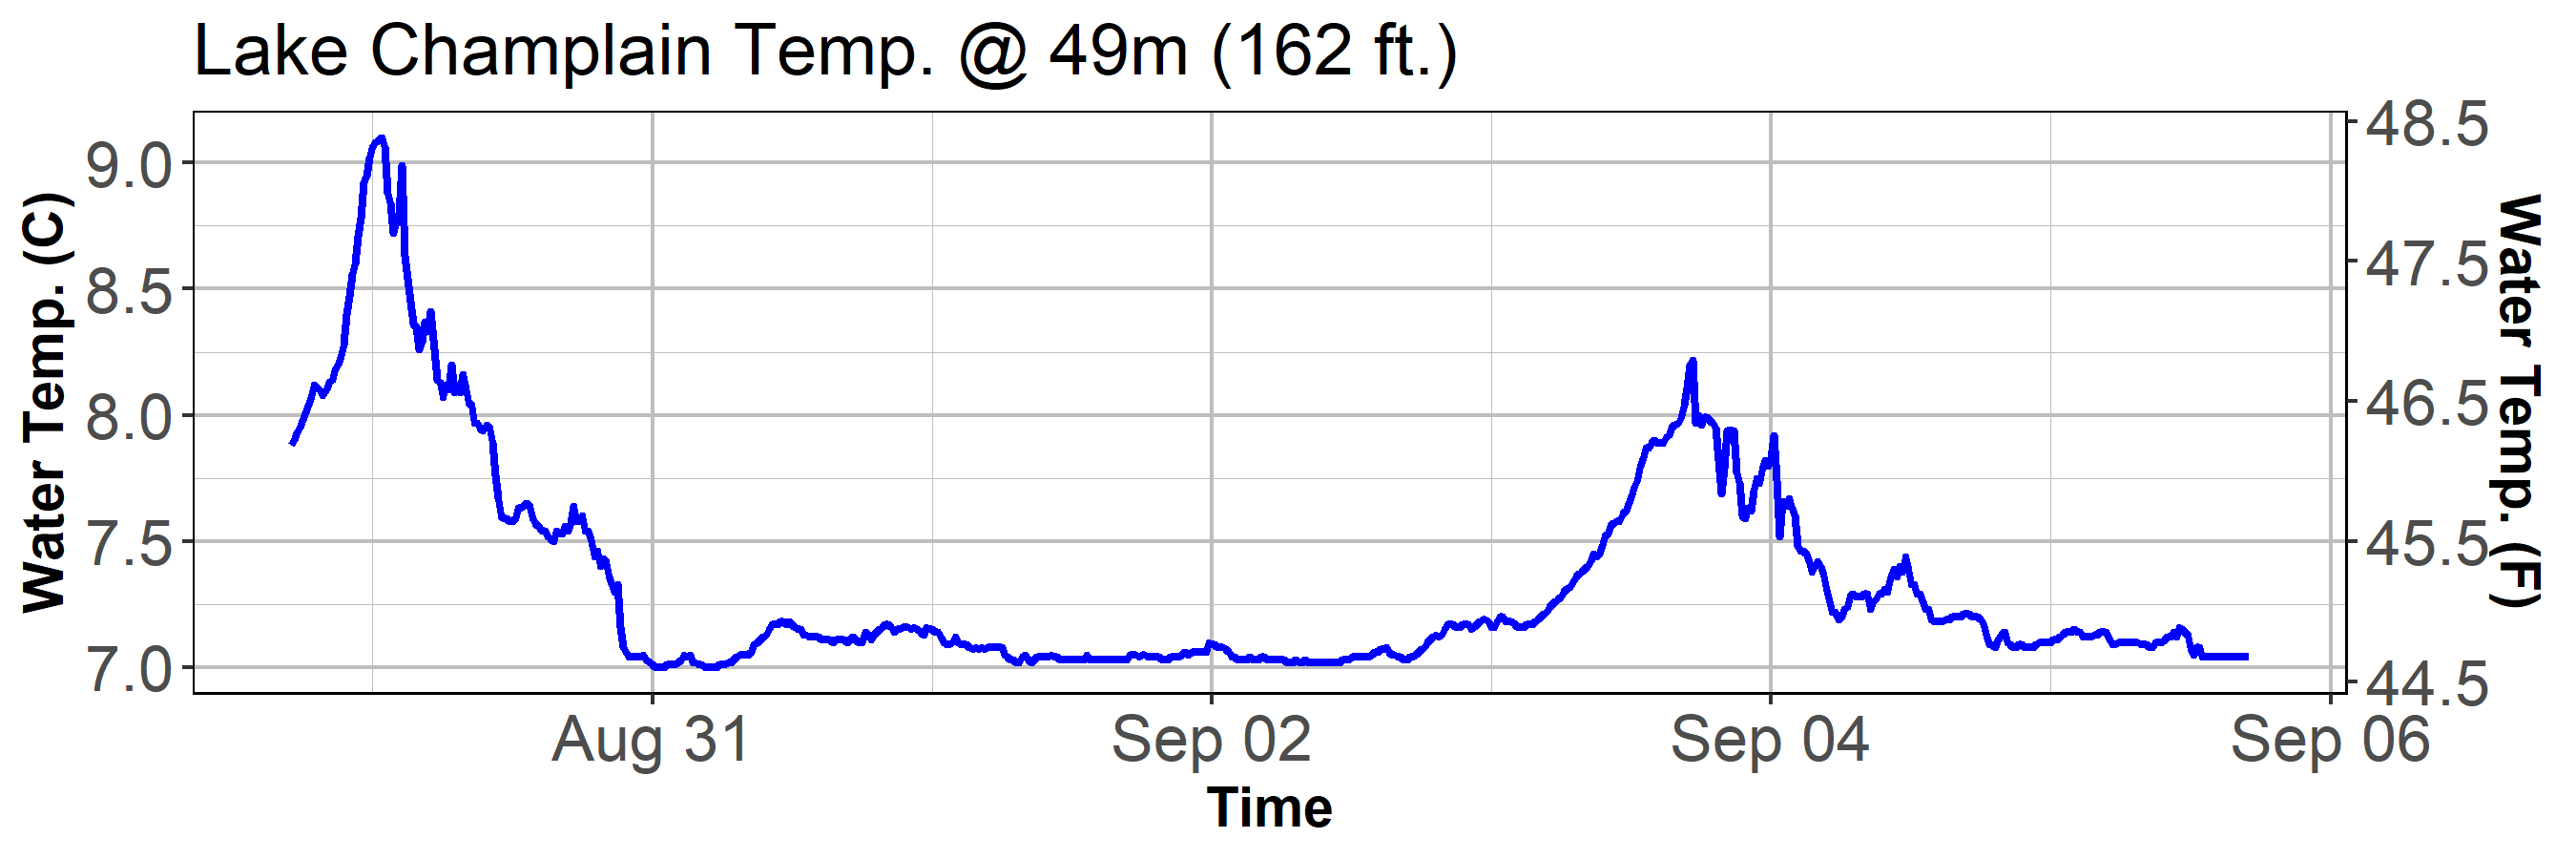 Lake Champlain Temp. @ 49m (162 ft.)
Water Temp. (C)
9.0
8.5
8.0
7.5
7.0
48.5
47.5
46.5
45.5
44.5
Water Temp. (F)
Aug 31
Sep 02
Sep 04
Sep 06
Time